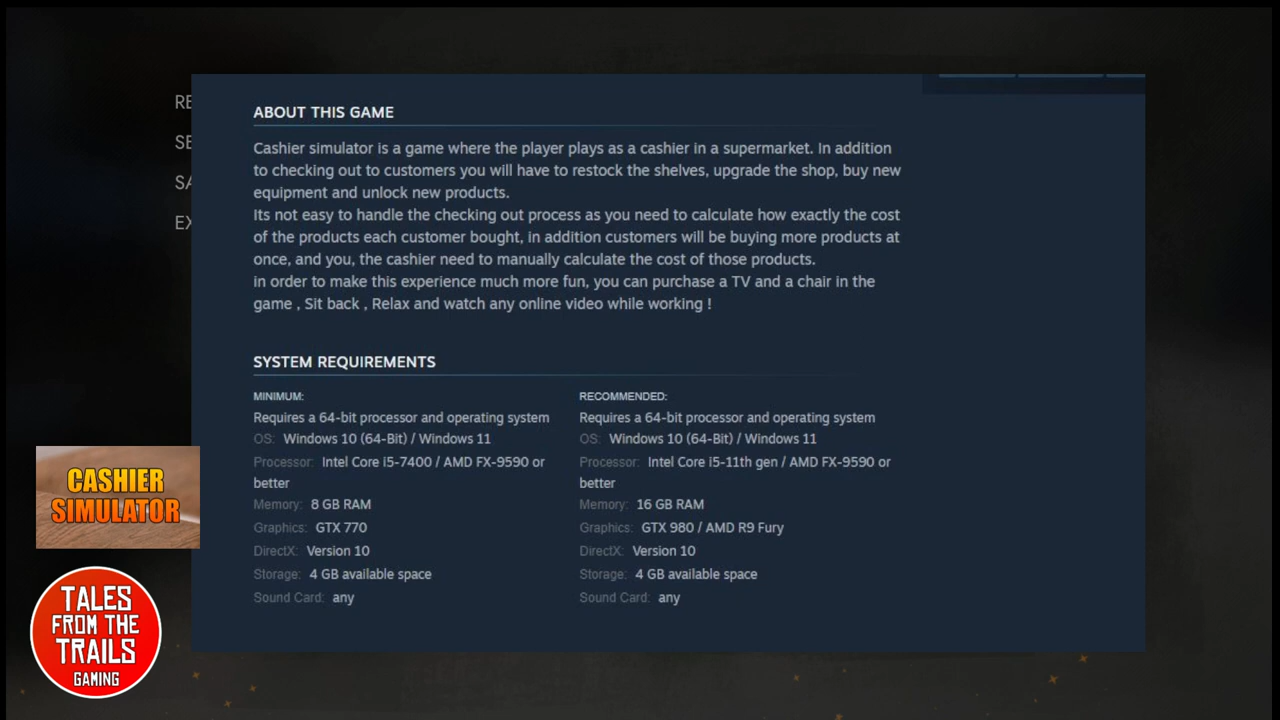 ABOUT THIS GAME
Cashier simulator is a game where the player plays as a cashier in a supermarket. In addition
to checking out to customers you will have to restock the shelves, upgrade the shop, buy new
equipment and unlock new products.
Its not easy to handle the checking out process as you need to calculate how exactly the cost
of the products each customer bought, in addition customers will be buying more products at
once, and you, the cashier need to manually calculate the cost of those products.
in order to make this experience much more fun, you can purchase a TV and a chair in the
game , Sit back , Relax and watch any online video while working !
SYSTEM REQUIREMENTS
MINIMUM:
Requires a 64-bit processor and operating system
OS: Windows 10 (64-Bit) / Windows 11
Processor: Intel Core i5-7400 / AMD FX-9590 or
better
Memory: 8 GB RAM
Graphics: GTX 770
DirectX: Version 10
Storage: 4 GB available space
Sound Card: any
RECOMMENDED:
Requires a 64-bit processor and operating system
OS: Windows 10 (64-Bit) / Windows 11
Processor: Intel Core i5-11th gen / AMD FX-9590 or
better
Memory: 16 GB RAM
Graphics: GTX 980 / AMD R9 Fury
DirectX: Version 10
Storage: 4 GB available space
Sound Card: any
CASHIER
SIMULATOR
TALES
FROM THE
TRAILS
GAMING